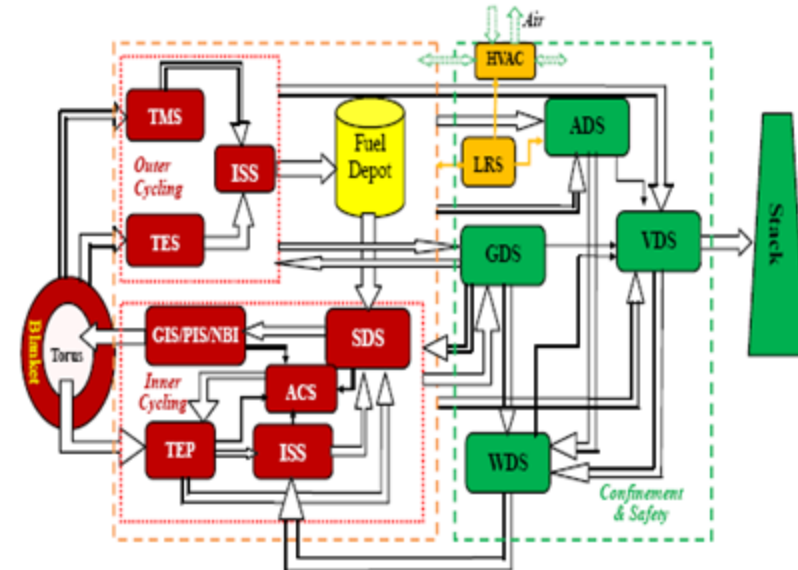 Air
HVAC
TMS
ADS
Fuel
Depot
Outer
Cycling
ISS
LRS
TES
GDS
VDS
Stack
Blanket
Torus
GIS/PIS/NBI
SDS
Inner
Cycling
ACS
TEP
ISS
WDS
Confinement
& Safety